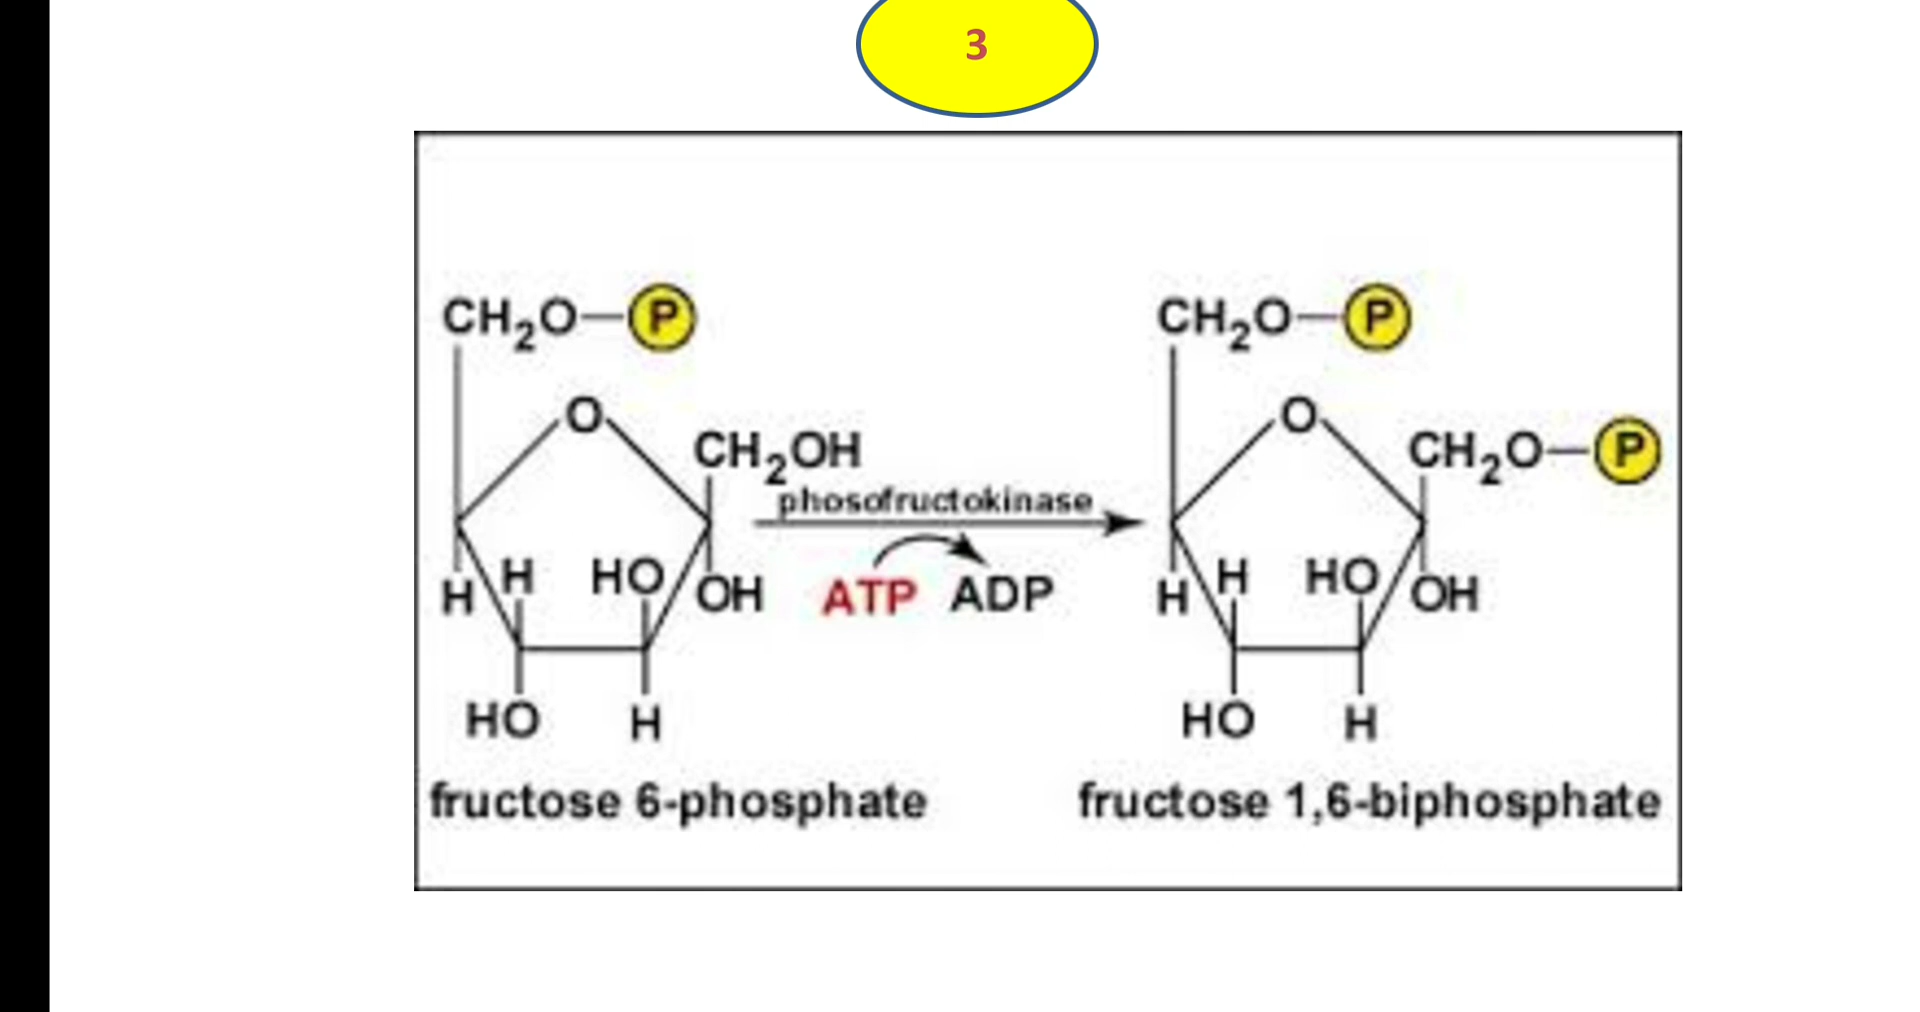 3
CH2O—P
CH2O—P
O
O
CH2OH
CH2O—P
phosofructokinase
H
H
HO
OH
ATP
ADP
H
H
HO
OH
HO
H
HO
H
fructose 6-phosphate
fructose 1,6-biphosphate